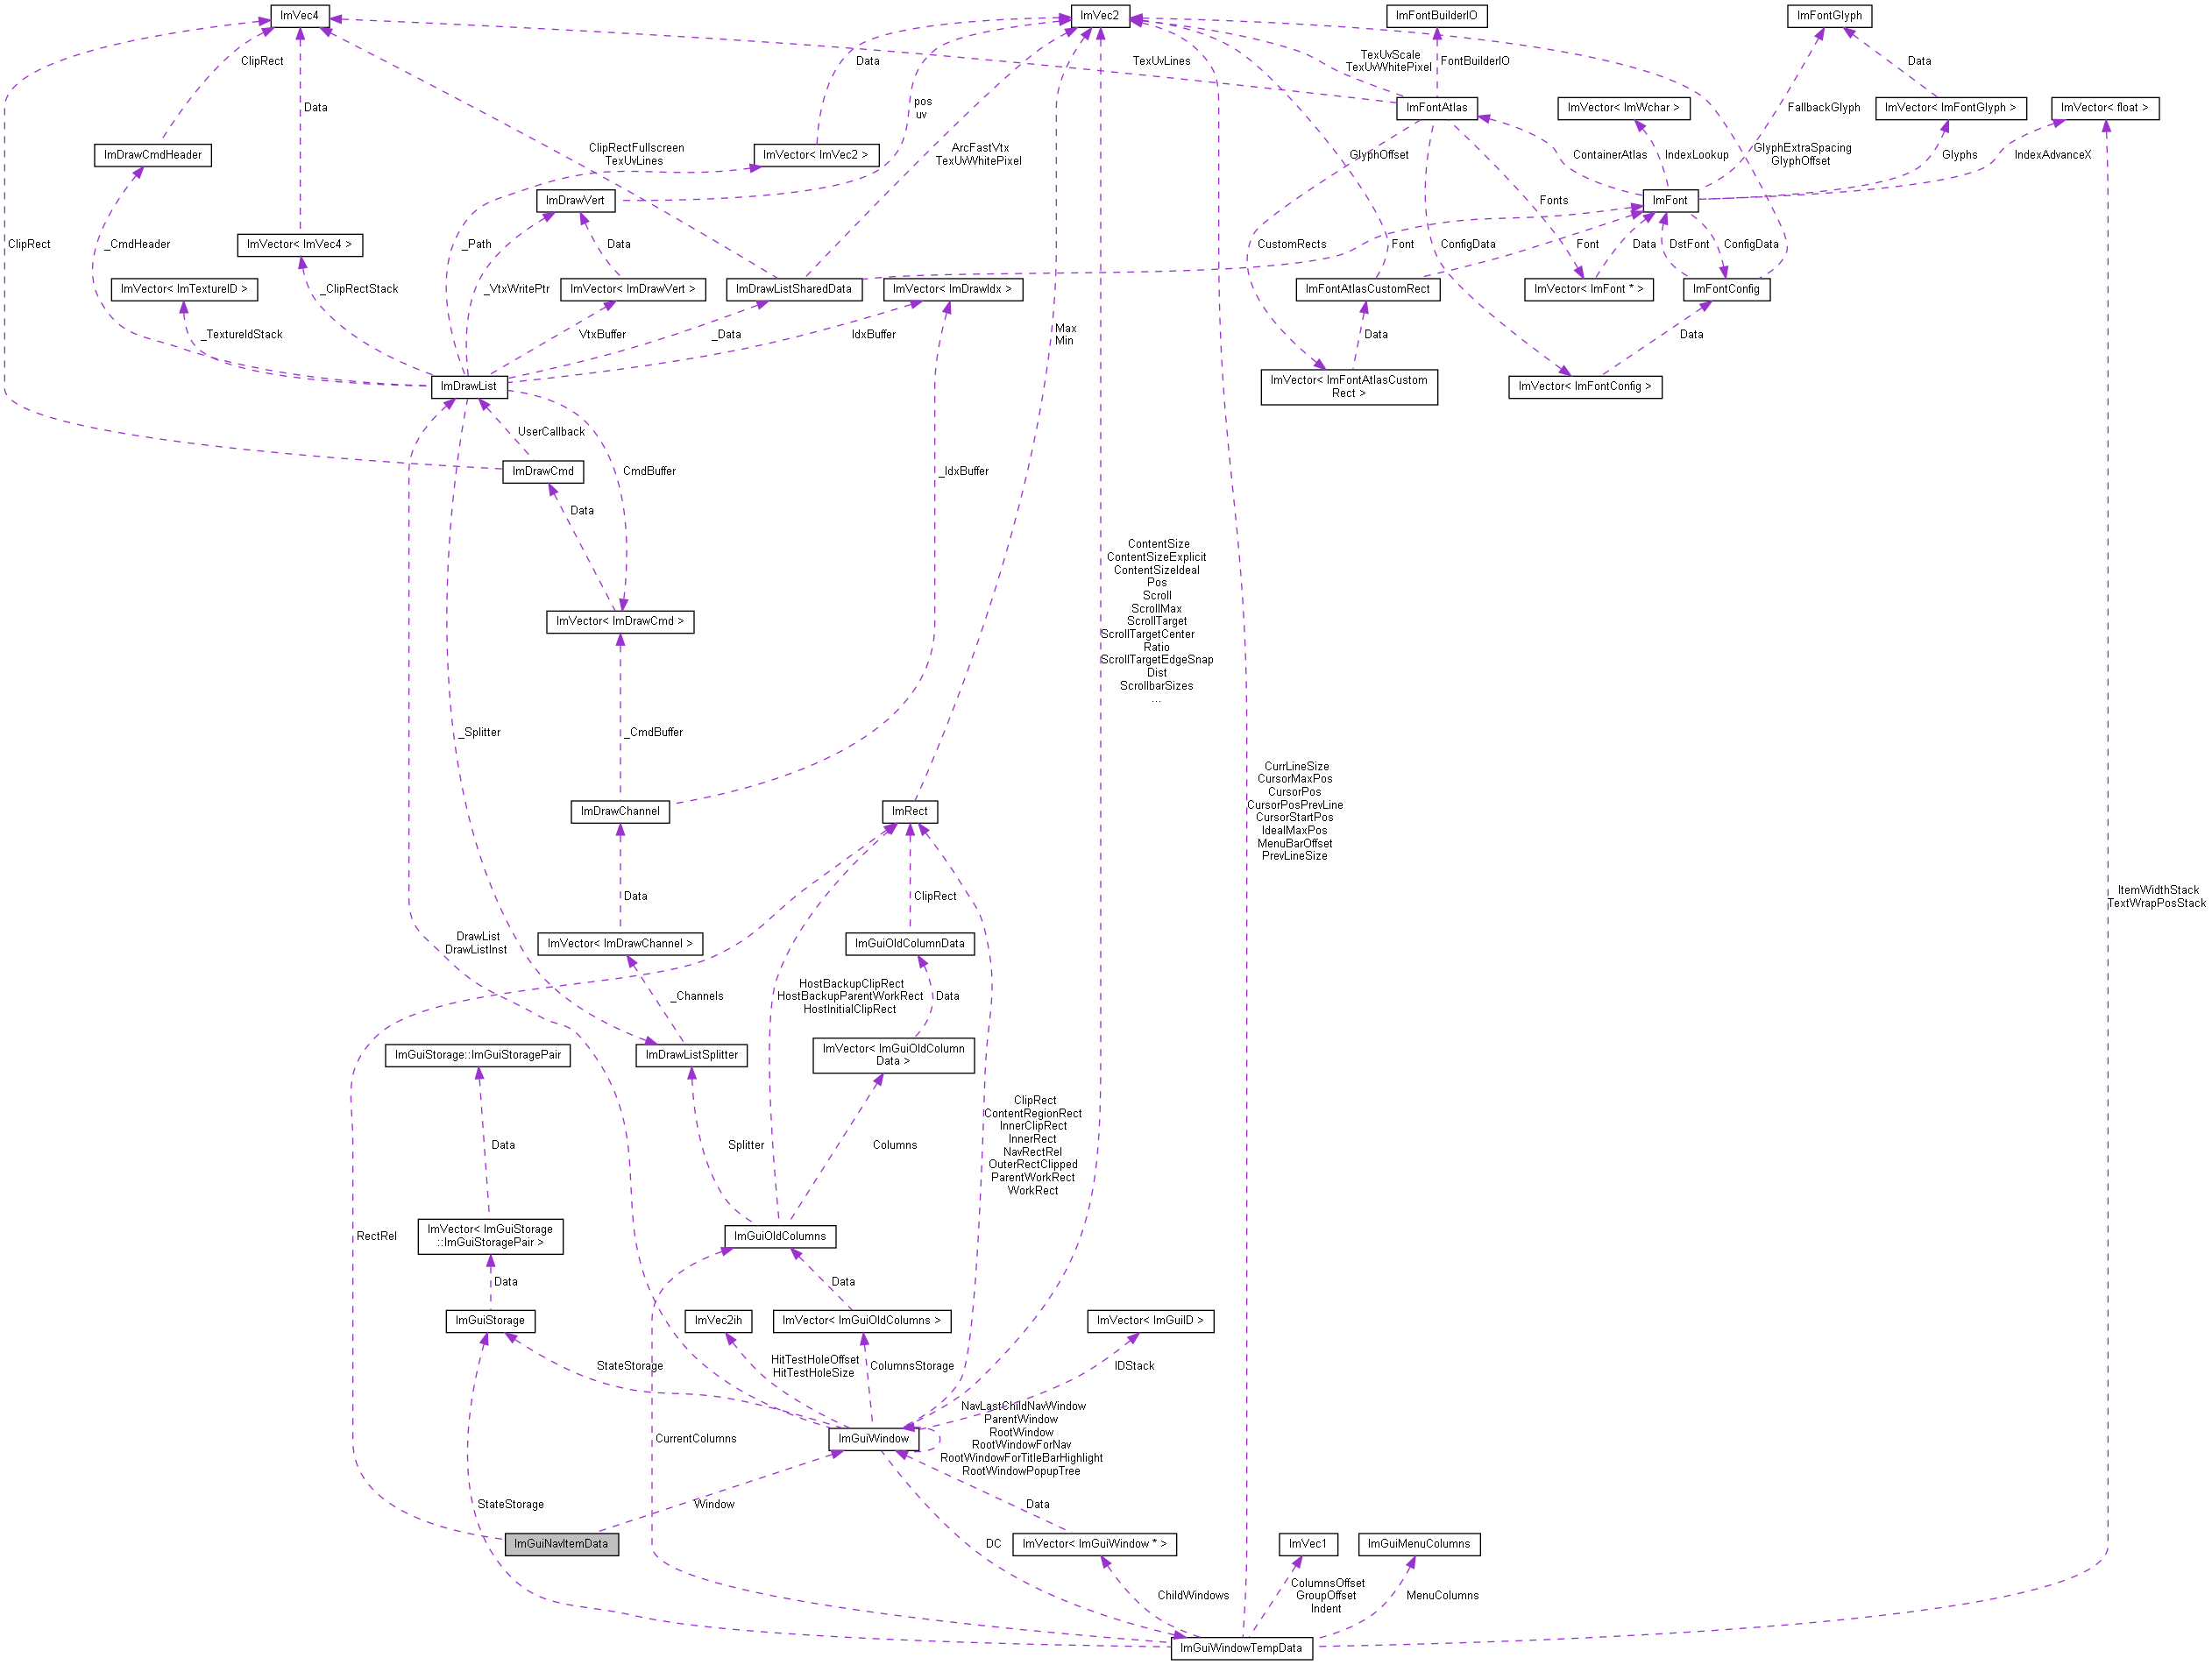 ImVec4
ImVec2
ImFontBuilderIO
ImFontGlyph
ClipRect
Data
TexUvLines
TexUvScale
TexUvWhitePixel
FontBuilderIO
Data
Data
pos
uv
ImFontAtlas
ImVector< ImWchar >
FallbackGlyph
ImVector< ImFontGlyph >
ImVector< float >
ImDrawCmdHeader
ClipRectFullscreen
TexUvLines
ImVector< ImVec2 >
ArcFastVtx
TexUvWhitePixel
GlyphOffset
ContainerAtlas
IndexLookup
GlyphExtraSpacing
GlyphOffset
Glyphs
IndexAdvanceX
ImDrawVert
Fonts
ImFont
ClipRect
_CmdHeader
ImVector< ImVec4 >
_Path
Data
CustomRects
Font
ConfigData
Font
Data
DstFont
ConfigData
ImVector< ImTextureID >
_ClipRectStack
_VtxWritePtr
ImVector< ImDrawVert >
ImDrawListSharedData
ImVector< ImDrawIdx >
ImFontAtlasCustomRect
ImVector< ImFont * >
ImFontConfig
_TextureIdStack
VtxBuffer
_Data
IdxBuffer
Max
Min
Data
Data
ImDrawList
ImVector< ImFontAtlasCustom
Rect >
ImVector< ImFontConfig >
UserCallback
ImDrawCmd
CmdBuffer
_IdxBuffer
Data
ContentSize
ContentSizeExplicit
ContentSizeIdeal
Pos
Scroll
ScrollMax
ScrollTarget
ScrollTargetCenter
Ratio
ScrollTargetEdgeSnap
Dist
ScrollbarSizes
...
ImVector< ImDrawCmd >
_Splitter
_CmdBuffer
CurrLineSize
CursorMaxPos
CursorPos
CursorPosPrevLine
CursorStartPos
IdealMaxPos
MenuBarOffset
PrevLineSize
ImDrawChannel
ImRect
Data
ClipRect
ItemWidthStack
TextWrapPosStack
DrawList
DrawListInst
ImVector< ImDrawChannel >
ImGuiOldColumnData
_Channels
HostBackupClipRect
HostBackupParentWorkRect
HostInitialClipRect
Data
ImGuiStorage::ImGuiStoragePair
ImDrawListSplitter
ImVector< ImGuiOldColumn
Data >
ClipRect
ContentRegionRect
InnerClipRect
InnerRect
NavRectRel
OuterRectClipped
ParentWorkRect
WorkRect
Data
Splitter
Columns
RectRel
ImVector< ImGuiStorage
::ImGuiStoragePair >
ImGuiOldColumns
Data
Data
ImGuiStorage
ImVec2ih
ImVector< ImGuiOldColumns >
ImVector< ImGuiID >
StateStorage
HitTestHoleOffset
HitTestHoleSize
ColumnsStorage
IDStack
CurrentColumns
ImGuiWindow
NavLastChildNavWindow
ParentWindow
RootWindow
RootWindowForNav
RootWindowForTitleBarHighlight
RootWindowPopupTree
StateStorage
Window
Data
ImGuiNavItemData
DC
ImVector< ImGuiWindow * >
ImVec1
ImGuiMenuColumns
ChildWindows
ColumnsOffset
GroupOffset
Indent
MenuColumns
ImGuiWindowTempData